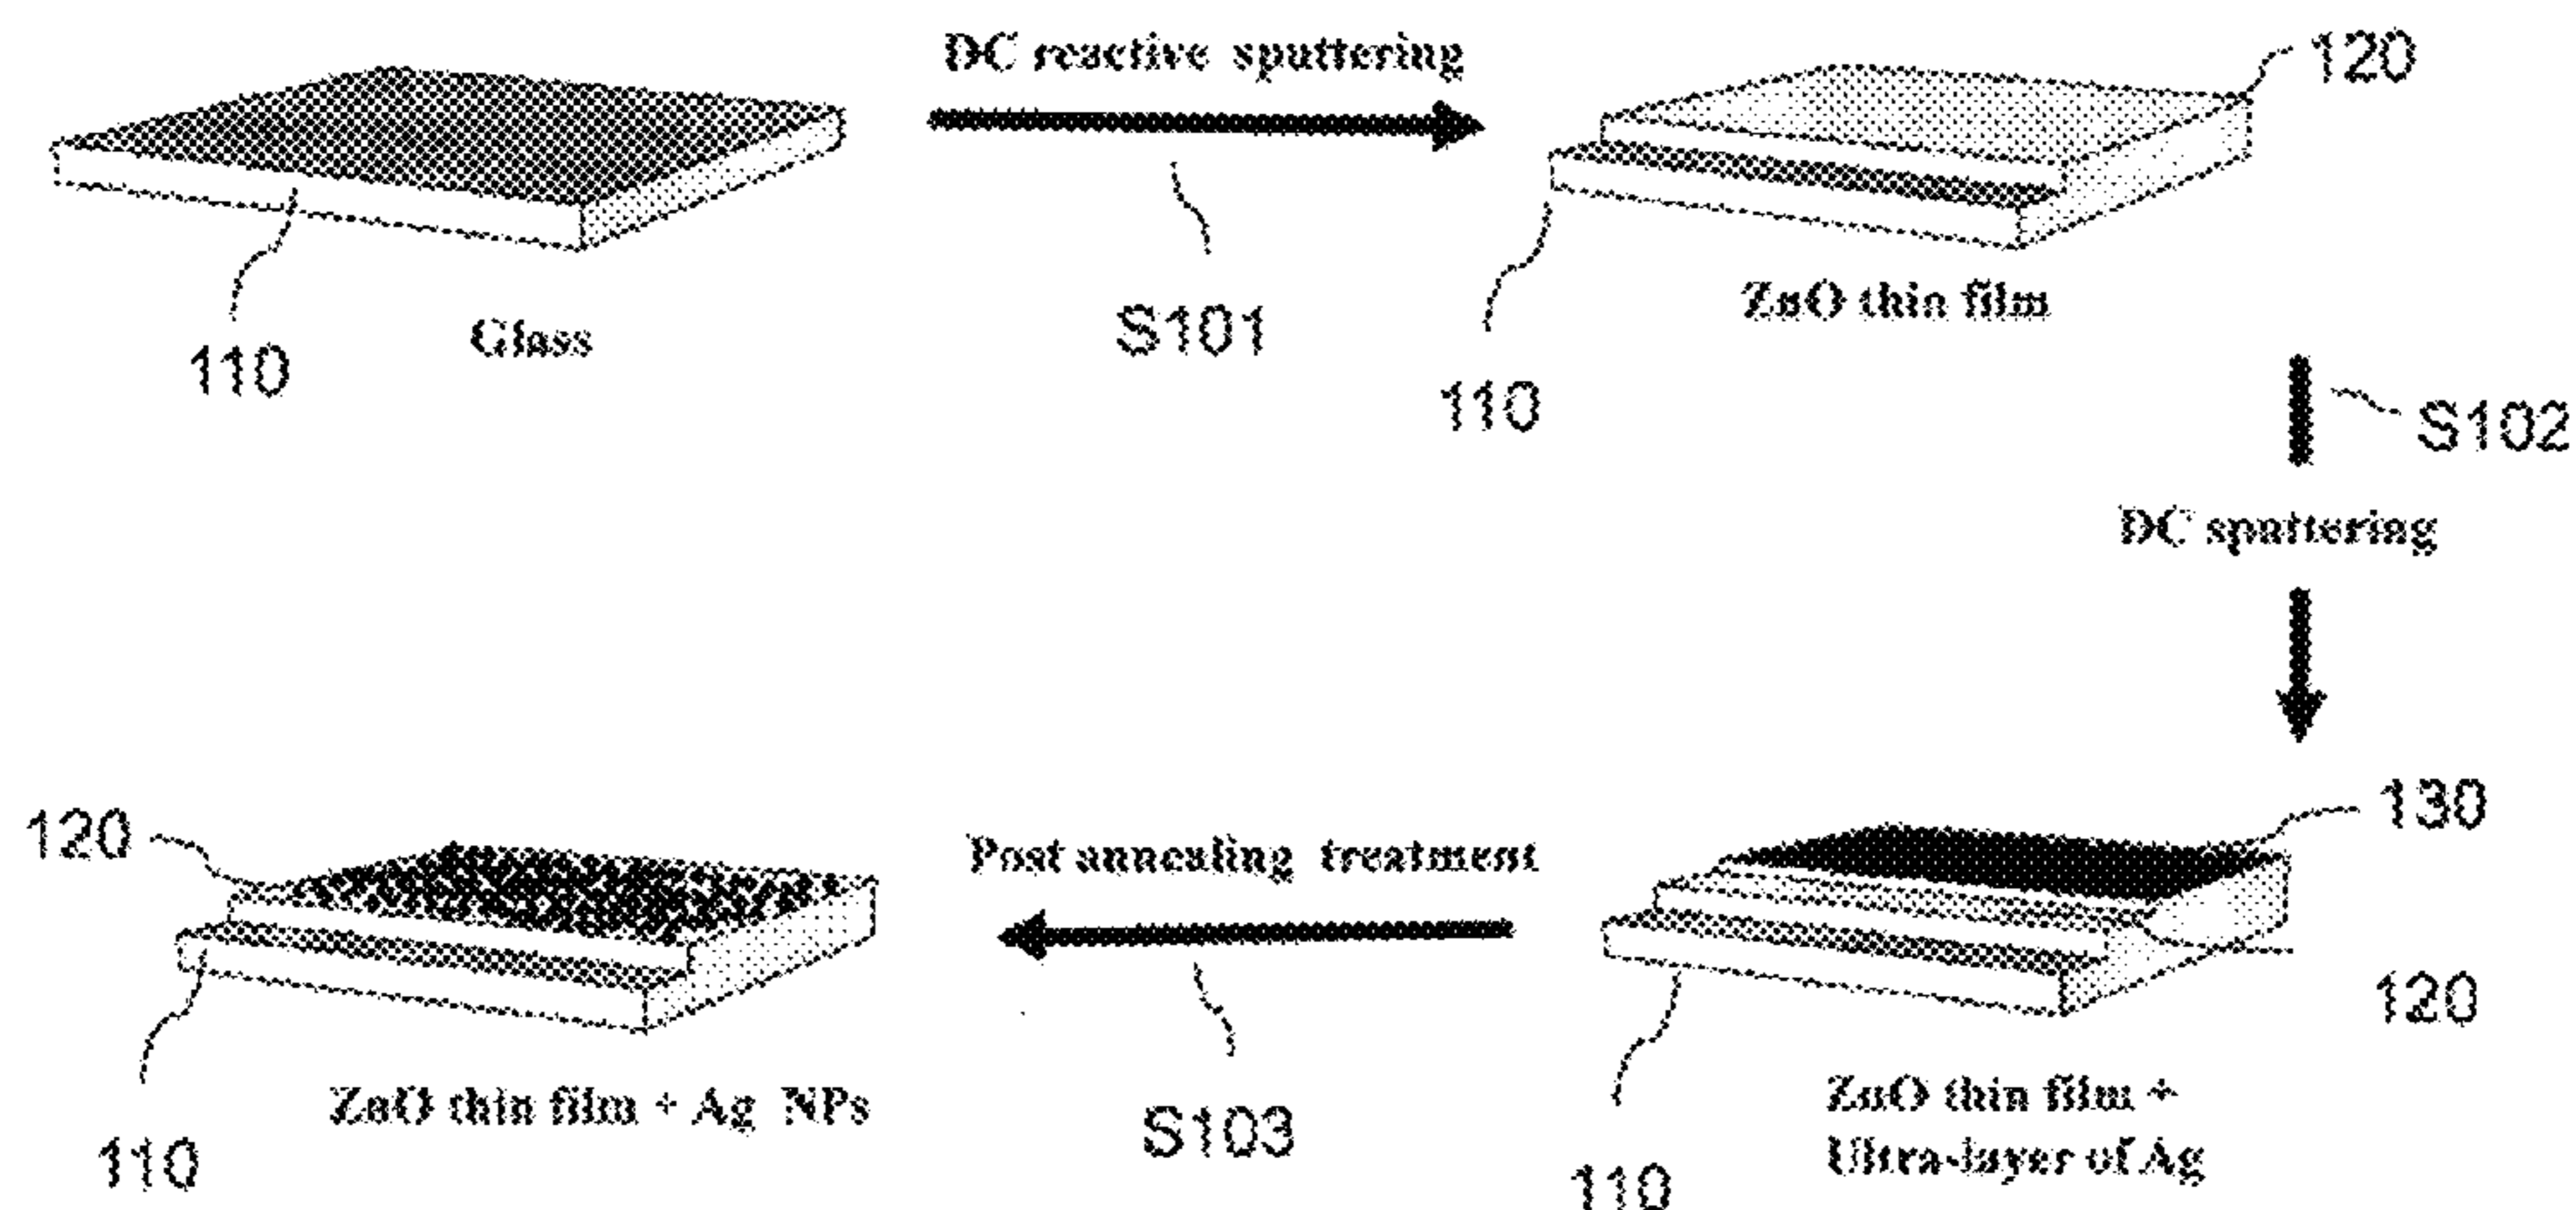 DC reactive sputtering
120
110
Glass
S101
ZnO thin film
110
S102
DC sputtering
130
120
Post annealing treatment
120
110
ZnO thin film + Ag NPs
S103
ZnO thin film +
Ultra-layer of Ag
110